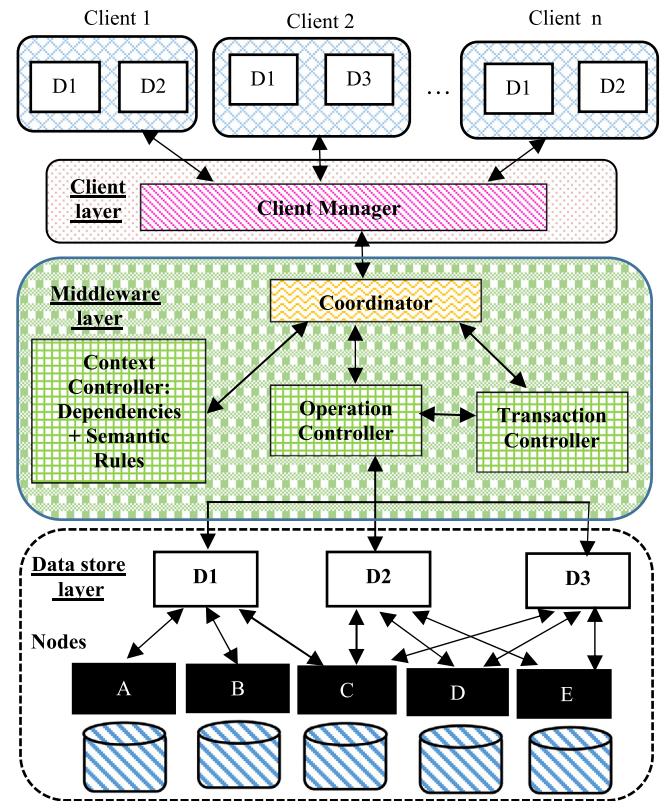 Client 1
Client 2
Client n
D1
D2
D1
D3
…
D1
D2
Client
layer
Client Manager
Middleware
layer
Coordinator
Context
Controller:
Dependencies
+ Semantic
Rules
Operation
Controller
Transaction
Controller
Data store
layer
D1
D2
D3
Nodes
A
B
C
D
E